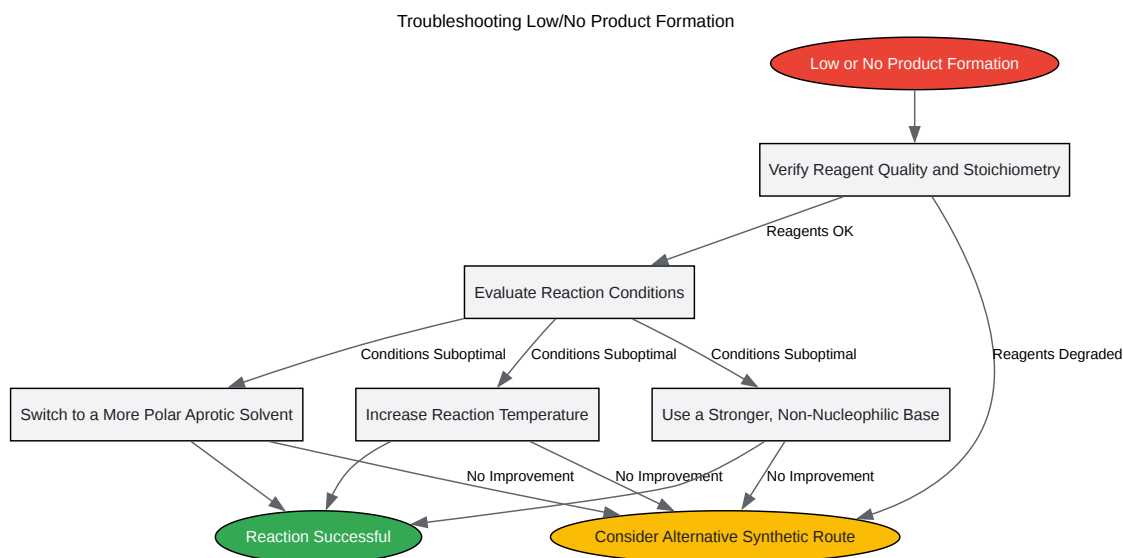 Troubleshooting Low/No Product Formation
Low or No Product Formation
Verify Reagent Quality and Stoichiometry
Reagents OK
Evaluate Reaction Conditions
Conditions Suboptimal
Conditions Suboptimal
Conditions Suboptimal
Reagents Degraded
Switch to a More Polar Aprotic Solvent
Increase Reaction Temperature
Use a Stronger, Non-Nucleophilic Base
No Improvement
No Improvement
No Improvement
Reaction Successful
Consider Alternative Synthetic Route